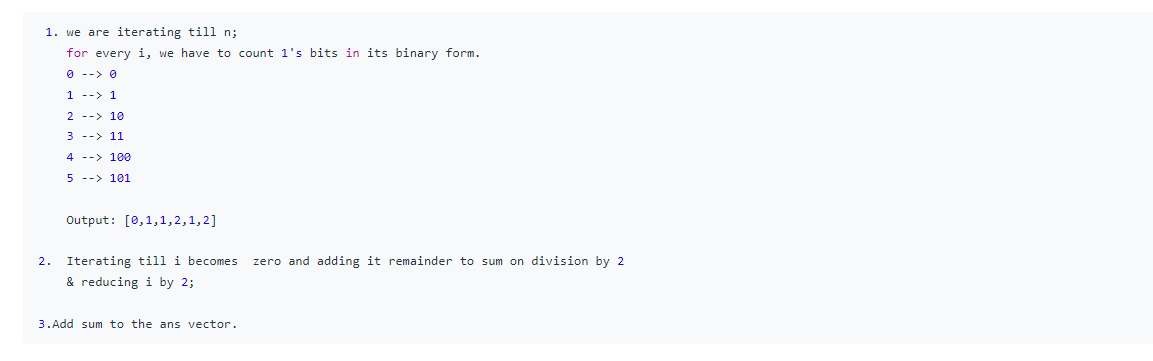 1. we are iterating till n;
for every i, we have to count 1's bits in its binary form.
0 --> 0
1 --> 1
2 --> 10
3 --> 11
4 --> 100
5 --> 101
Output: [0,1,1,2,1,2]
2. Iterating till i becomes  zero and adding it remainder to sum on division by 2
& reducing i by 2;
3.Add sum to the ans vector.